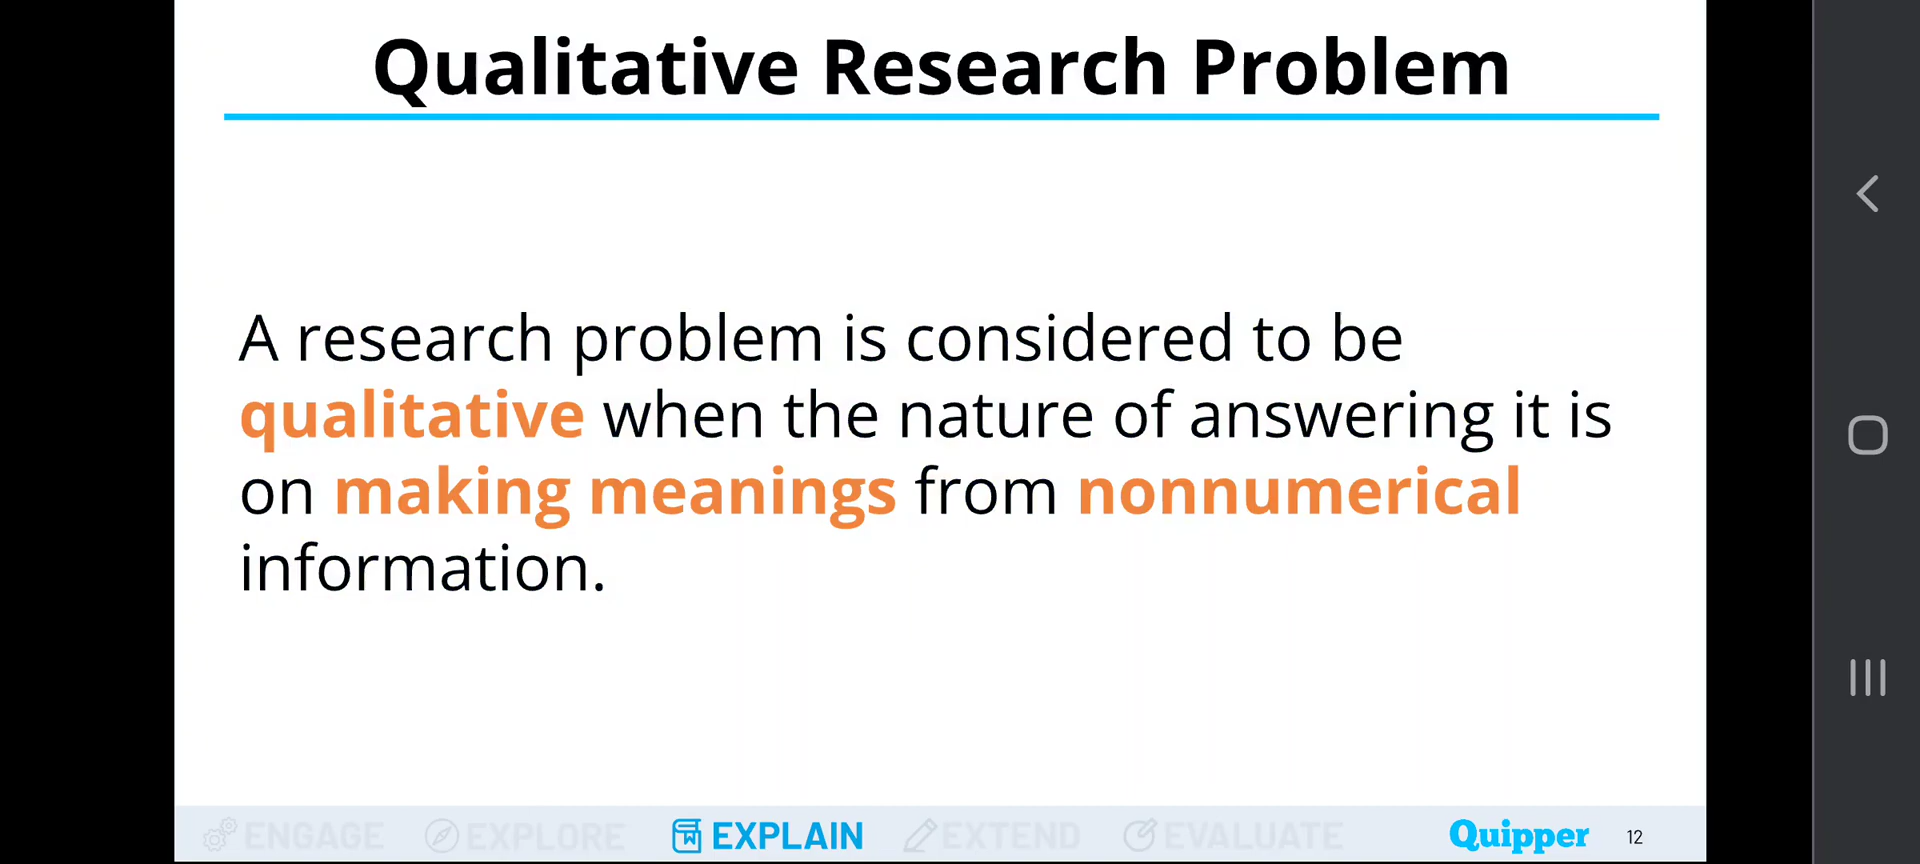 Qualitative Research Problem
A research problem is considered to be
qualitative when the nature of answering it is
on making meanings from nonnumerical
information.
ENGAGE EXPLORE EXPLAIN EXTEND EVALUATE Quipper 12